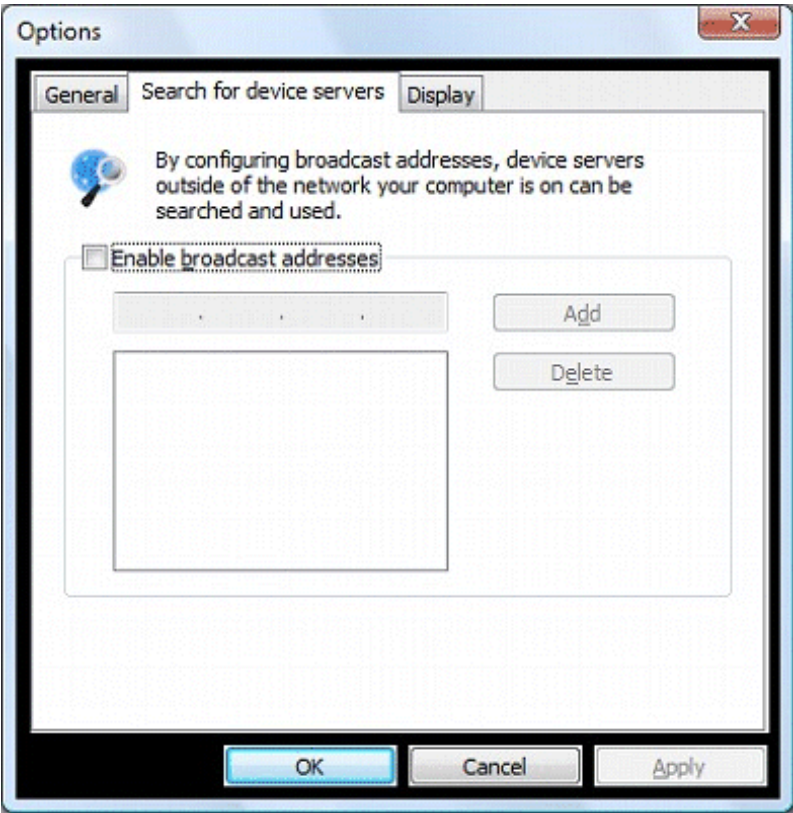 Options
General
Search for device servers
Display
By configuring broadcast addresses, device servers
outside of the network your computer is on can be
searched and used.
Enable broadcast addresses
. . .
Add
Delete
OK
Cancel
Apply